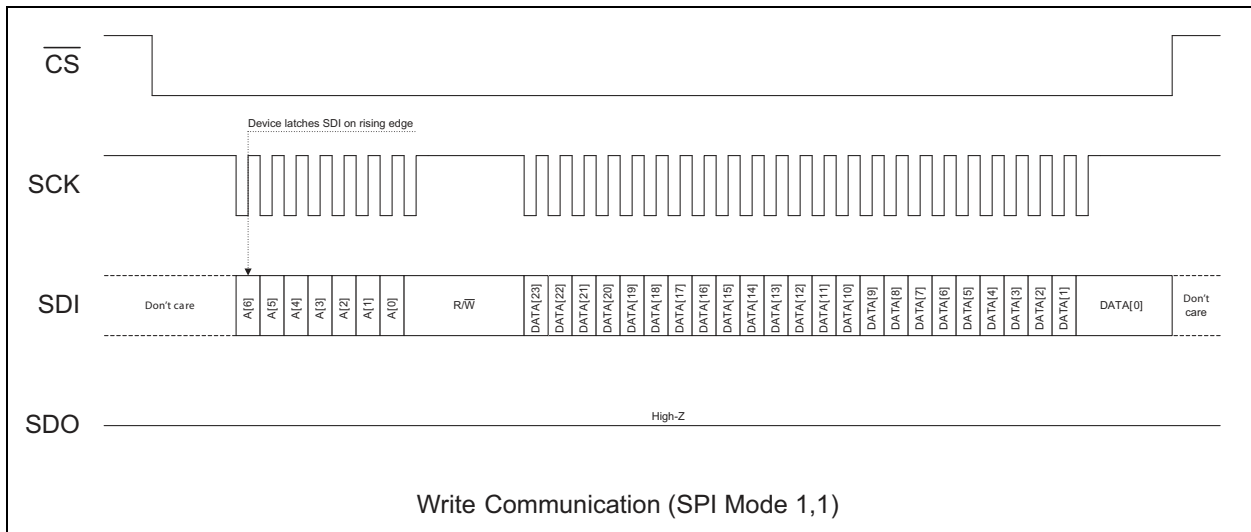 CS
Device latches SDI on rising edge
SCK
SDI
Don't care
A[6]
A[5]
A[4]
A[3]
A[2]
A[1]
A[0]
R/W
DATA[23]
DATA[22]
DATA[21]
DATA[20]
DATA[19]
DATA[18]
DATA[17]
DATA[16]
DATA[15]
DATA[14]
DATA[13]
DATA[12]
DATA[11]
DATA[10]
DATA[9]
DATA[8]
DATA[7]
DATA[6]
DATA[5]
DATA[4]
DATA[3]
DATA[2]
DATA[1]
DATA[0]
Don't
care
SDO
High-Z
Write Communication (SPI Mode 1,1)